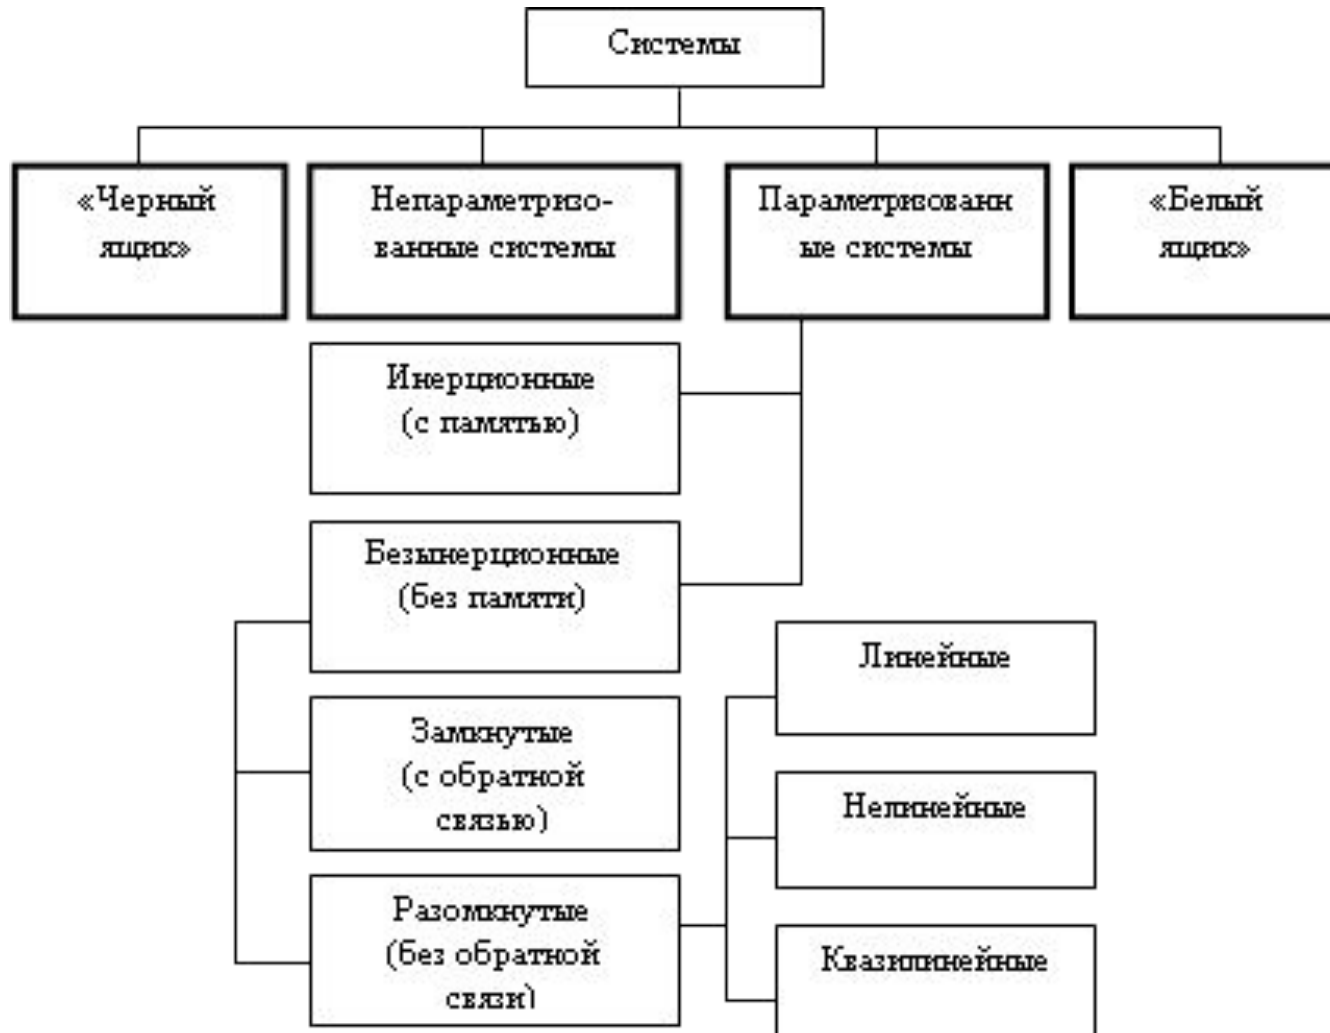 Системы
«Черный
ящик»
Непараметризо-
ванные системы
Параметризованн
ые системы
«Белый
ящик»
Инерционные
(с памятью)
Безынерционные
(без памяти)
Замкнутые
(с обратной
связью)
Разомкнутые
(без обратной
связи)
Линейные
Нелинейные
Квазилинейные